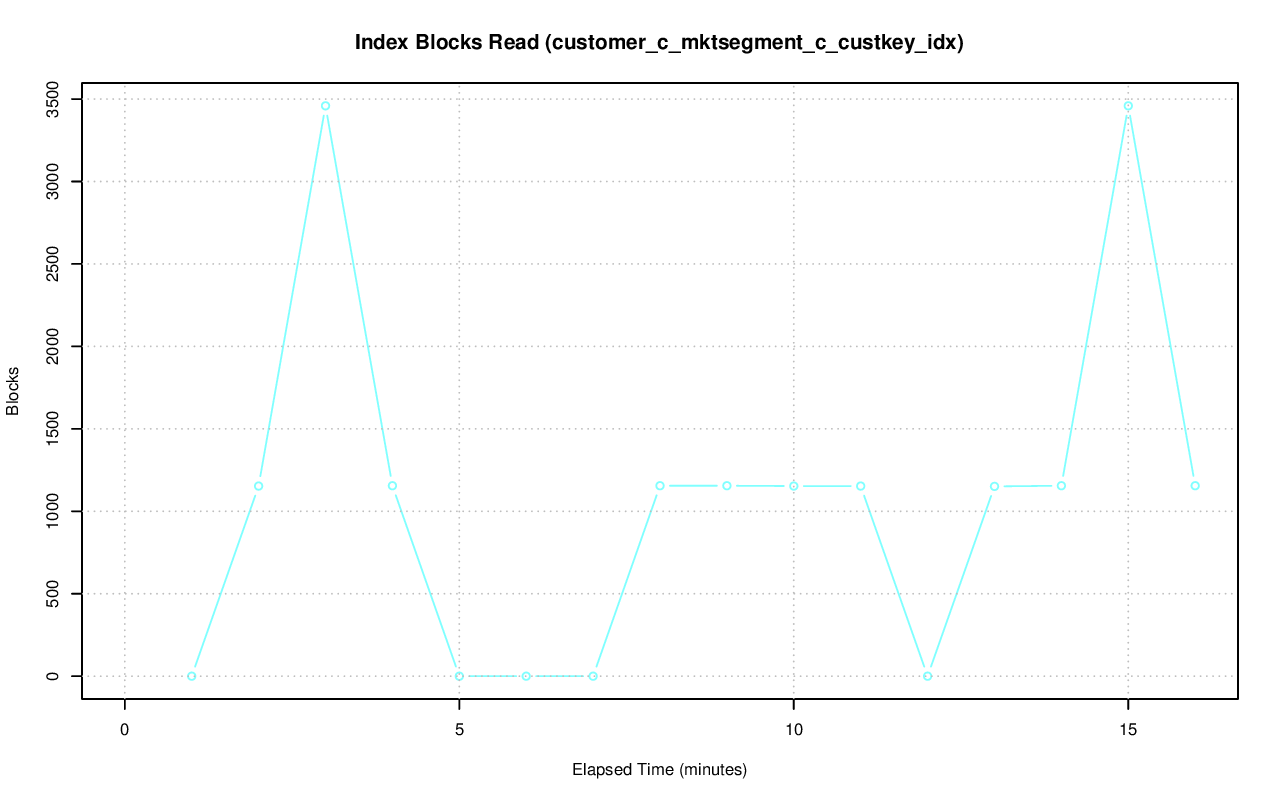 Index Blocks Read (customer_c_mktsegment_c_custkey_idx)
3500
3000
2500
2000
1500
1000
500
0
Blocks
0 5 10 15
Elapsed Time (minutes)